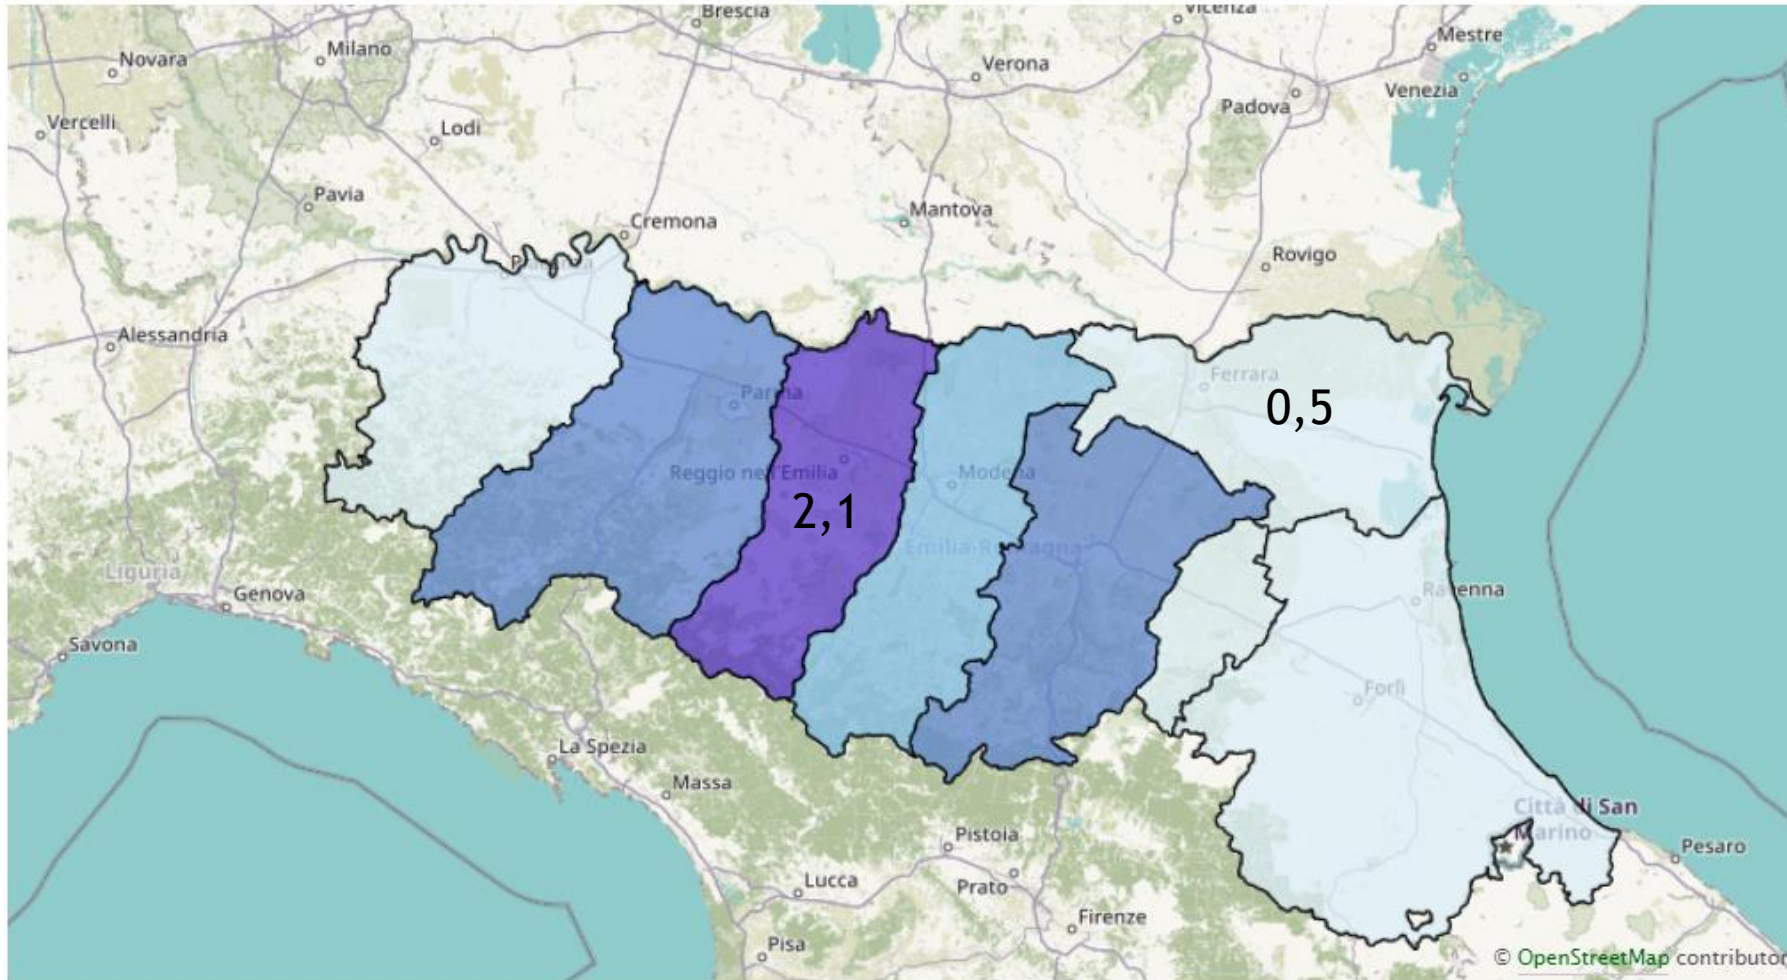 Brescia
Vicenza
Novara
Milano
Verona
Mestre
Venezia
Padova
Vercelli
Lodi
Pavia
Cremona
Mantova
Rovigo
Alessandria
Ferrara
0,5
Parma
Reggio nell'Emilia
Modena
2,1
Emilia-Romagna
Liguria
Genova
Ravenna
Savona
Forlì
La Spezia
Massa
Città di San
Marino
Pistoia
Pesaro
Lucca
Prato
Firenze
Pisa
© OpenStreetMap contributor